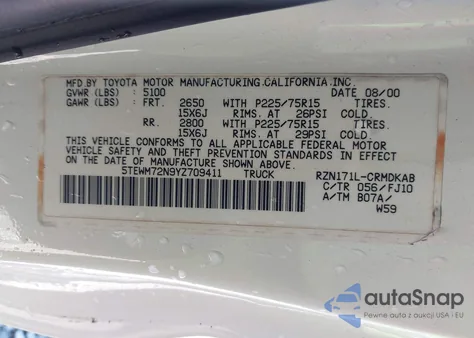 MFD.BY TOYOTA MOTOR MANUFACTURING.CALIFORNIA.INC.
GVWR (LBS) : 5100 DATE 08/00
GAWR (LBS) : FRT. 2650 WITH P225/75R15 TIRES.
15X6J RIMS. AT 26PSI COLD.
RR. 2800 WITH P225/75R15 TIRES.
15X6J RIMS. AT 29PSI COLD.
THIS VEHICLE CONFORMS TO ALL APPLICABLE FEDERAL MOTOR
VEHICLE SAFETY BUMPER AND THEFT PREVENTION STANDARDS IN
EFFECT ON THE DATE OF MANUFACTURE SHOWN ABOVE.
5TEWM72N9YZ709411 TRUCK RZN171L-CRMDKAB
C/TR 056/FJ10
A/TM B07A/
W59
autoSnap
Pewne auta z aukcji USA i EU